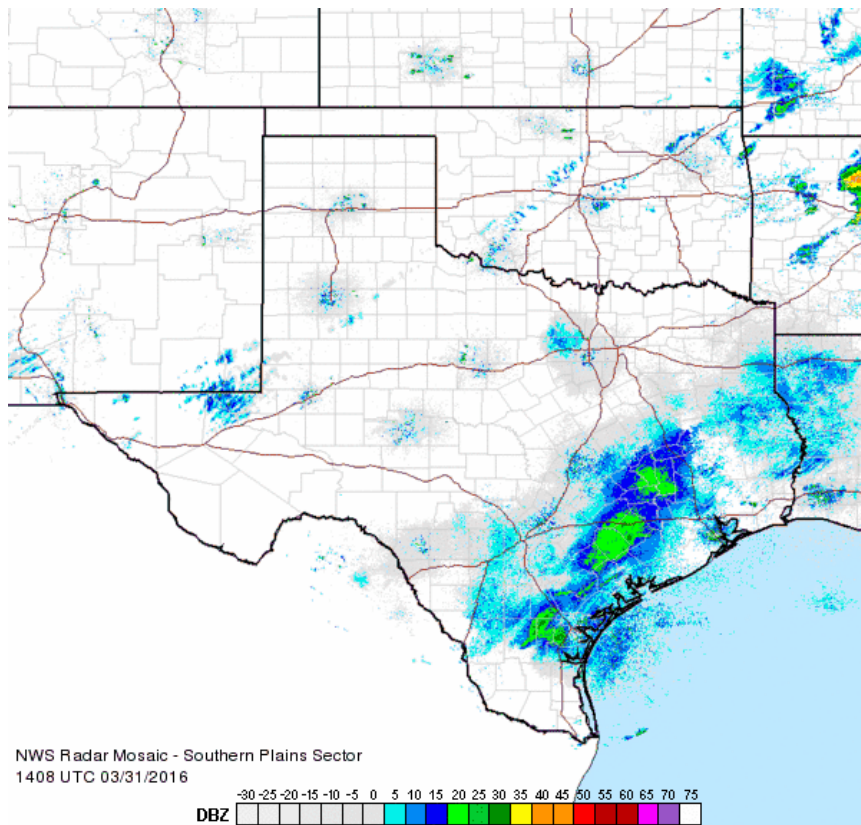 NWS Radar Mosaic - Southern Plains Sector
1408 UTC 03/31/2016
-30 -25 -20 -15 -10 -5 0 5 10 15 20 25 30 35 40 45 50 55 60 65 70 75
DBZ